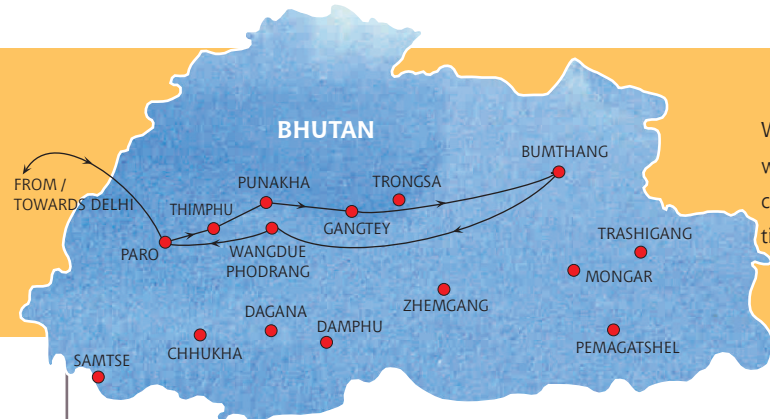 BHUTAN
BUMTHANG
FROM /
TOWARDS DELHI
PUNAKHA
TRONGSA
THIMPHU
GANGTEY
PARO
WANGDUE
PHODRANG
TRASHIGANG
MONGAR
ZHEMGANG
DAGANA
DAMPHU
CHHUKHA
PEMAGATSHEL
SAMTSE